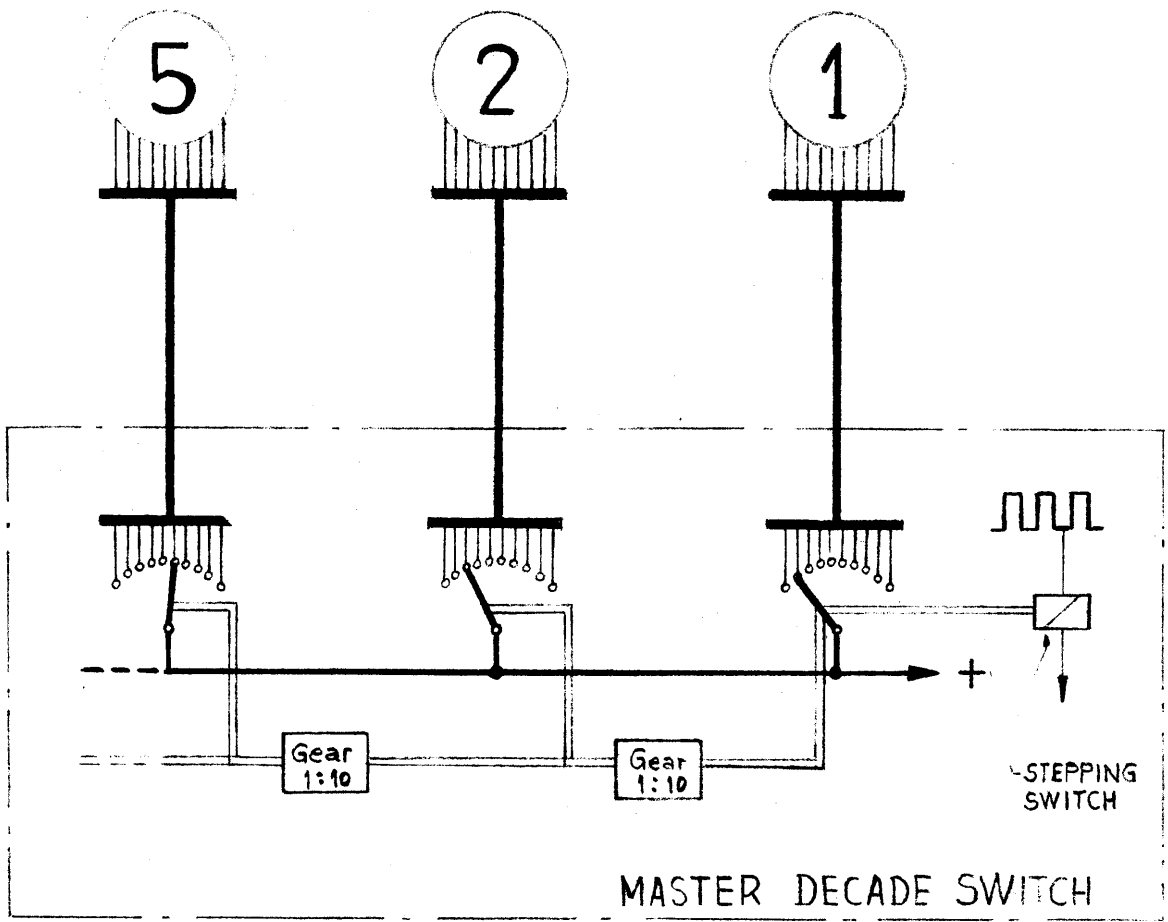 5 2 1
+
Gear
1:10
Gear
1:10
STEPPING
SWITCH
MASTER DECADE SWITCH